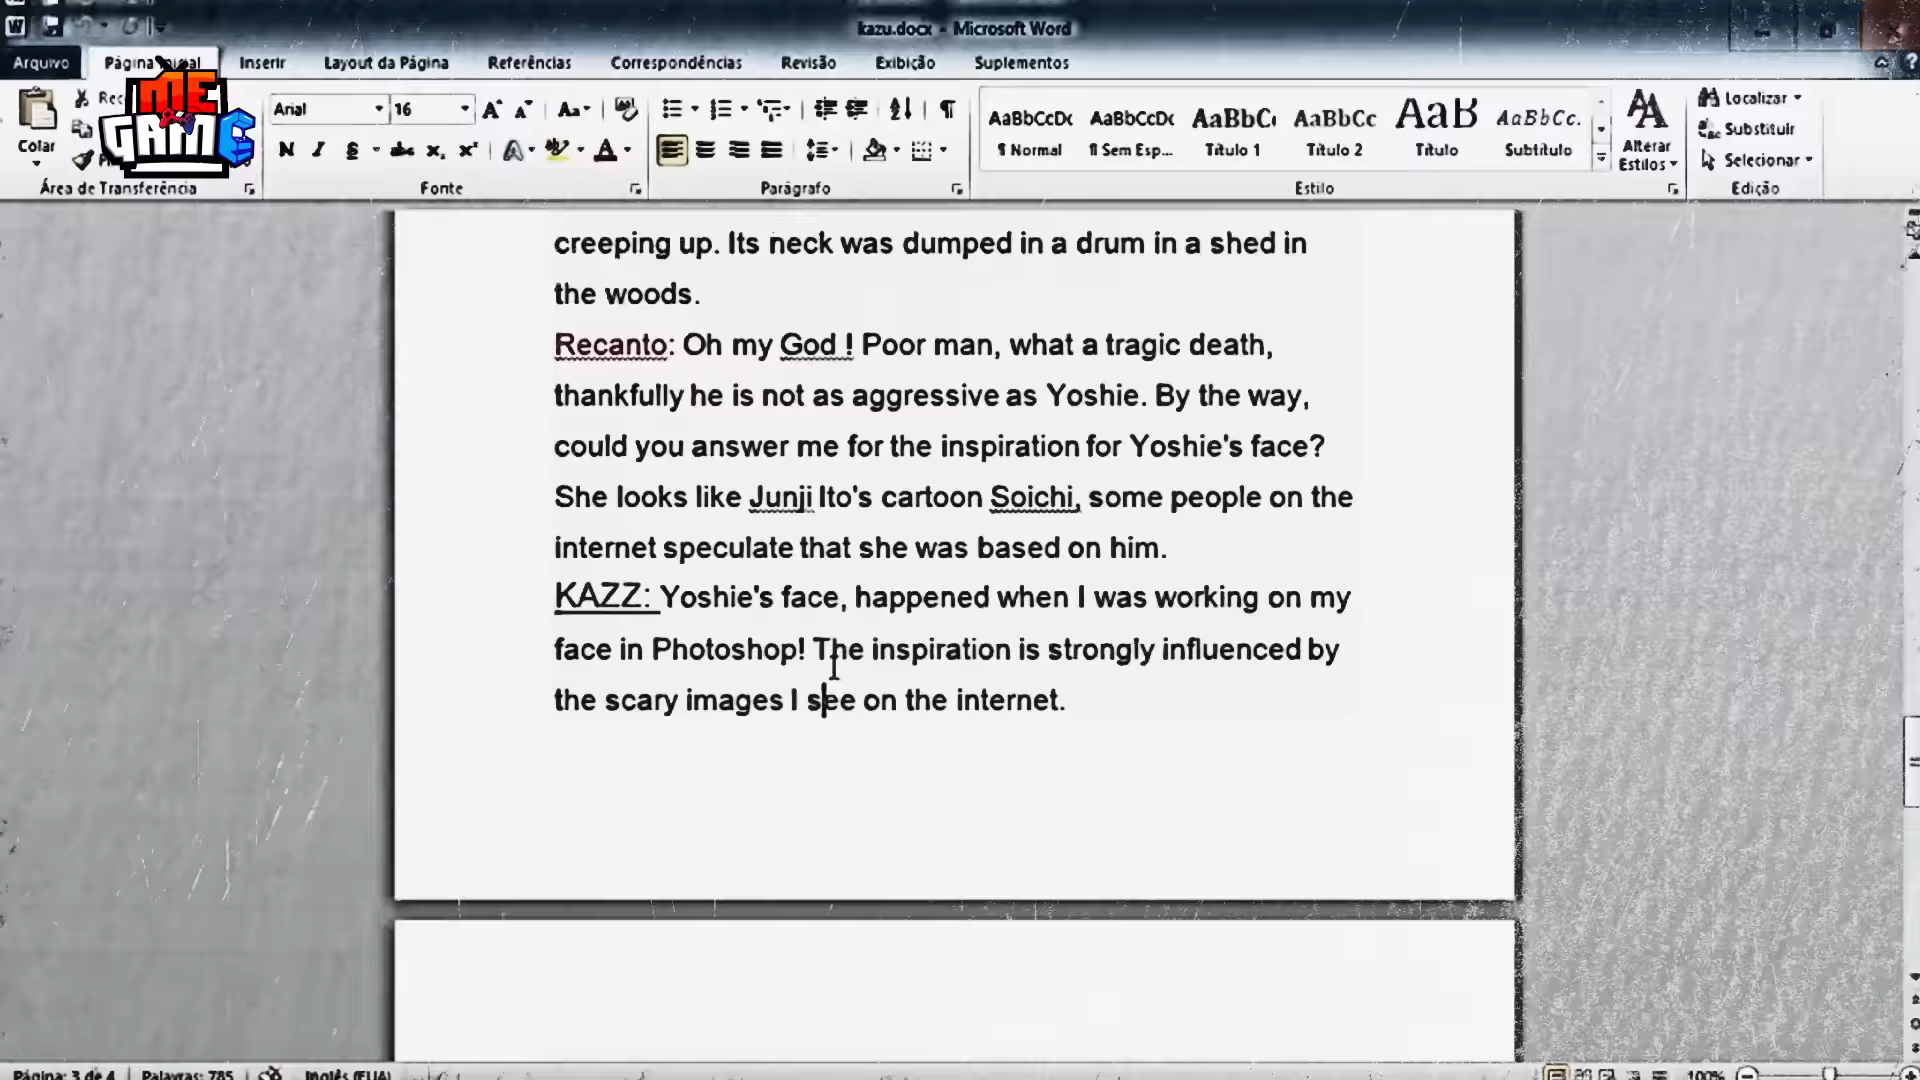 kazu.docx - Microsoft Word
Arquivo
Página Inicial
Inserir
Layout da Página
Referências
Correspondências
Revisão
Exibição
Suplementos
ME GAME
Colar
Área de Transferência
Arial
16
Fonte
Parágrafo
AaBbCcDc
¶ Normal
AaBbCcDc
¶ Sem Esp...
AaBbC
Título 1
AaBbCc
Título 2
AaB
Título
AaBbCc.
Subtítulo
Alterar
Estilos
Estilo
Localizar
Substituir
Selecionar
Edição
creeping up. Its neck was dumped in a drum in a shed in
the woods.
Recanto: Oh my God ! Poor man, what a tragic death,
thankfully he is not as aggressive as Yoshie. By the way,
could you answer me for the inspiration for Yoshie's face?
She looks like Junji Ito's cartoon Soichi, some people on the
internet speculate that she was based on him.
KAZZ: Yoshie's face, happened when I was working on my
face in Photoshop! The inspiration is strongly influenced by
the scary images I see on the internet.
Página: 3 de 4
Palavras: 785
Inglês (EUA)
100%